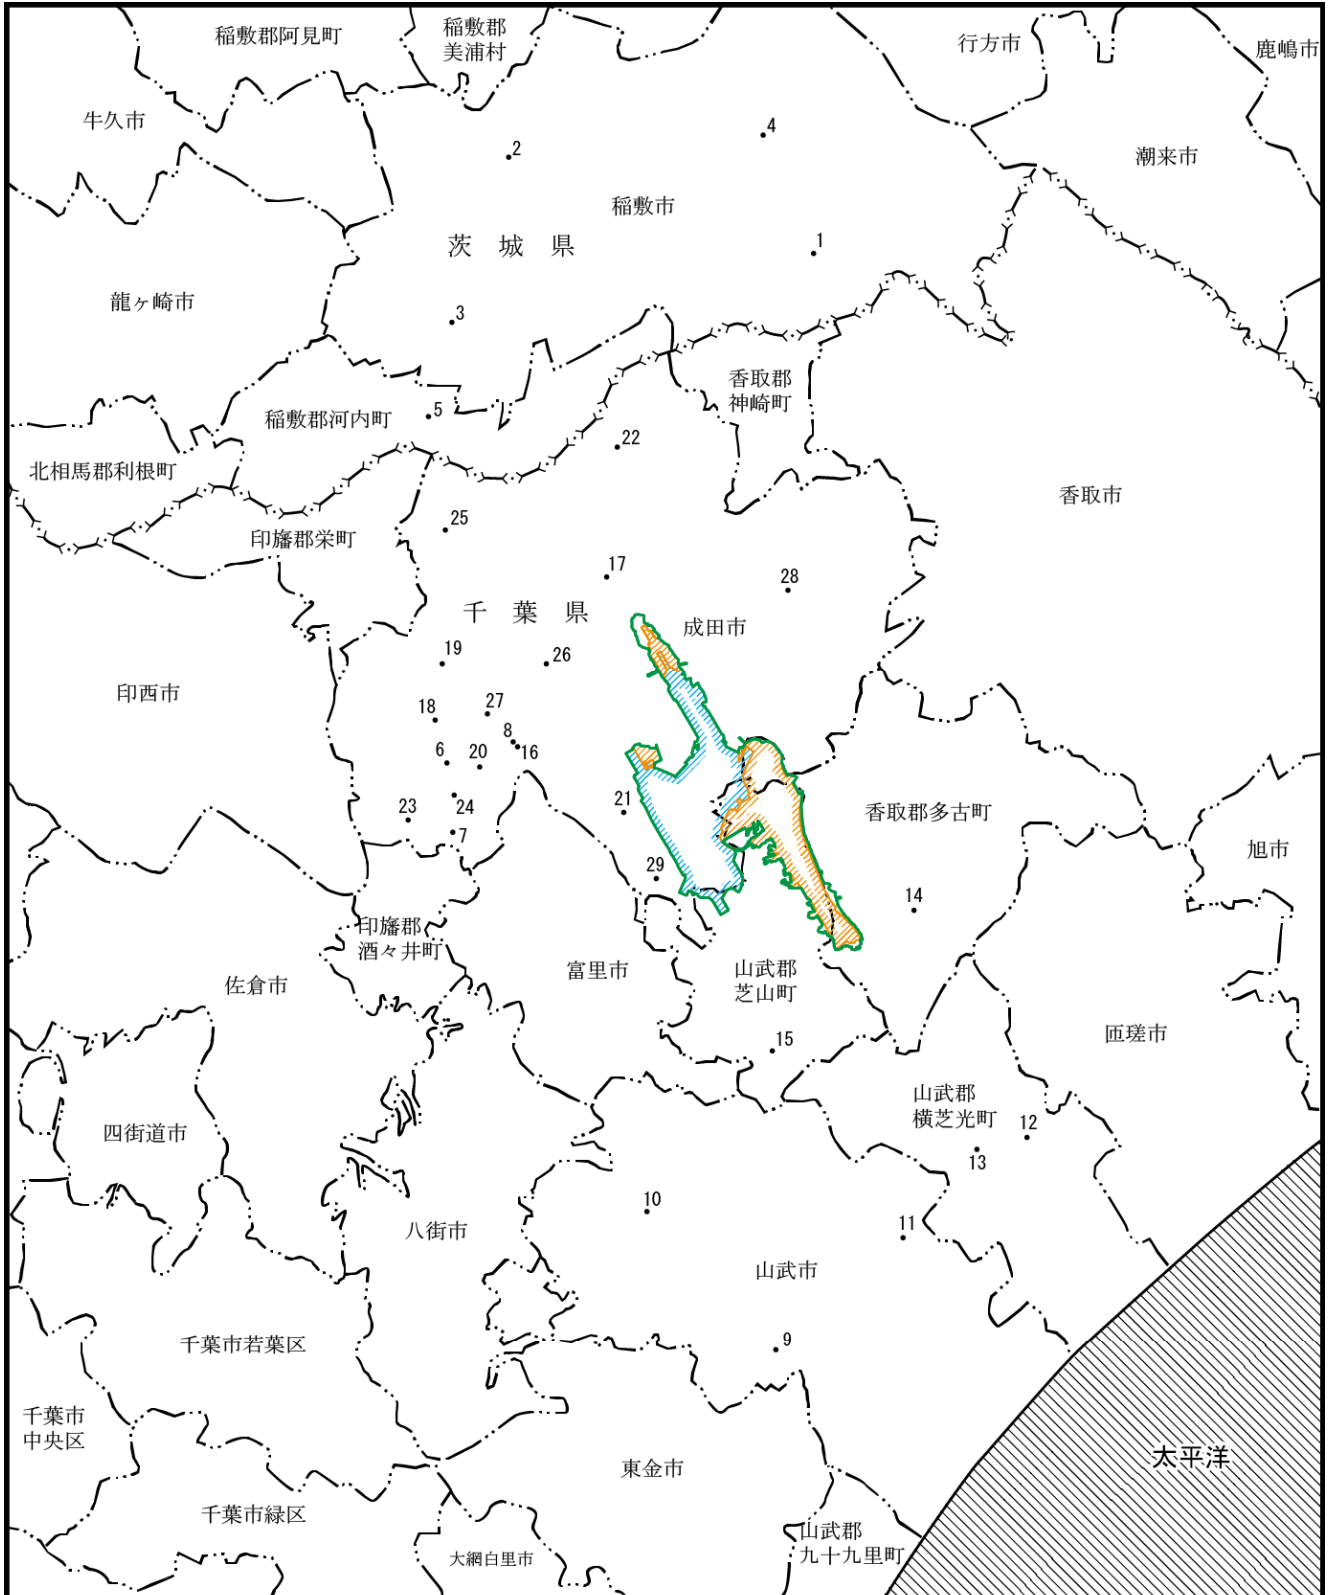 稲敷郡阿見町
稲敷郡
美浦村
行方市
鹿嶋市
牛久市
4
2
潮来市
稲敷市
1
茨城県
龍ヶ崎市
3
香取郡
神崎町
5
稲敷郡河内町
22
北相馬郡利根町
香取市
25
印旛郡栄町
17
28
千葉県
成田市
19
26
印西市
18
27
8
16
6
20
21
23
24
7
香取郡多古町
旭市
29
14
印旛郡
酒々井町
富里市
山武郡
芝山町
佐倉市
15
匝瑳市
山武郡
横芝光町
四街道市
12
13
10
八街市
11
山武市
9
千葉市若葉区
千葉市
中央区
太平洋
東金市
千葉市緑区
山武郡
九十九里町
大網白里市